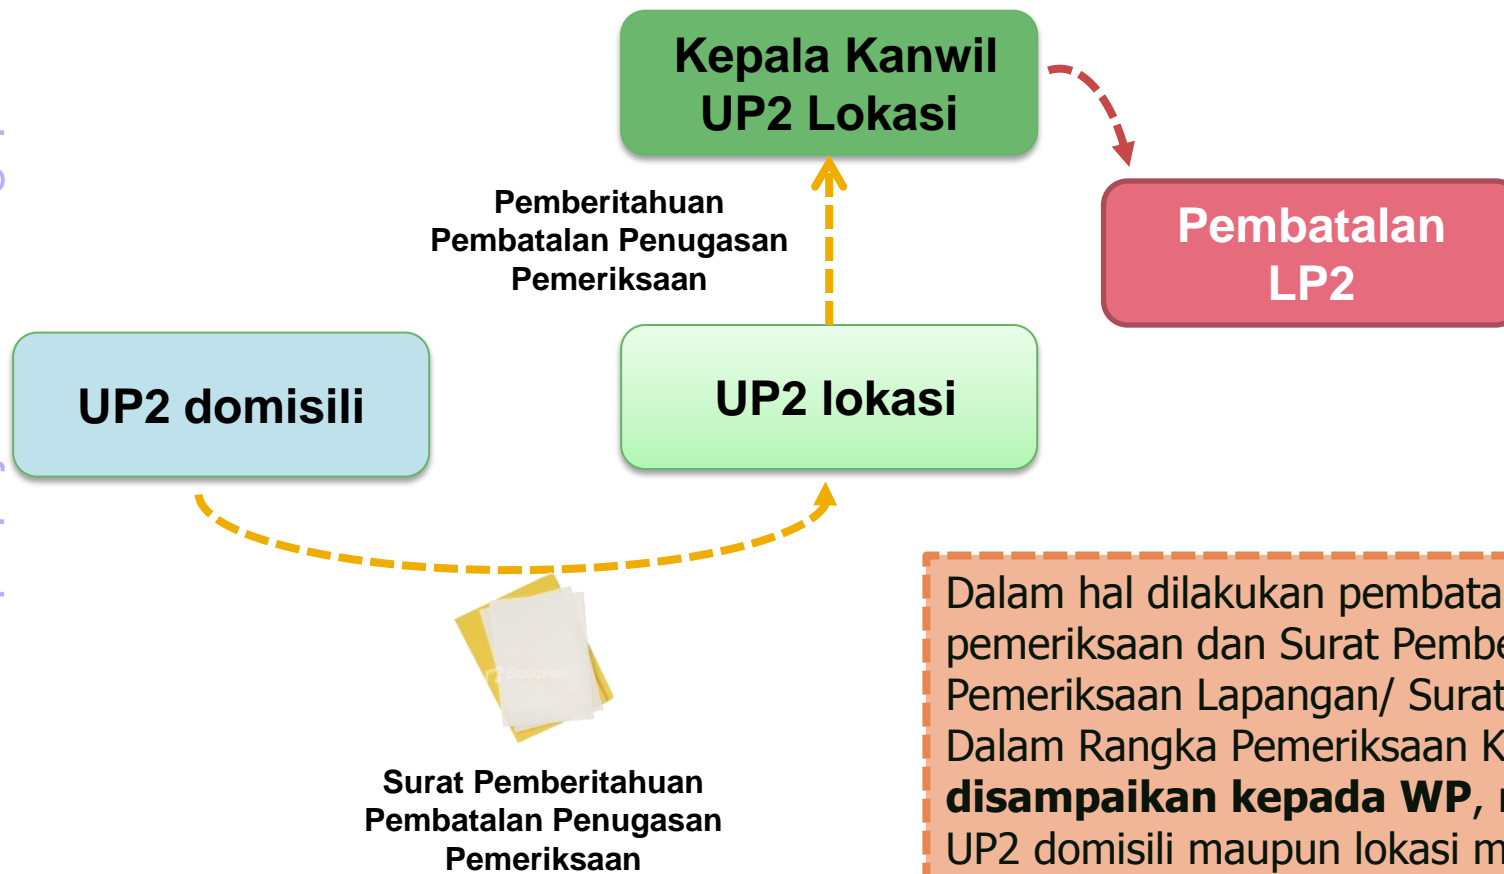 Kepala Kanwil
UP2 Lokasi
Pemberitahuan
Pembatalan Penugasan
Pemeriksaan
Pembatalan
LP2
UP2 domisili
UP2 lokasi
iStockphoto
Surat Pemberitahuan
Pembatalan Penugasan
Pemeriksaan
Dalam hal dilakukan
pemeriksaan dan Surat
Pemeriksaan Lapangan/ Surat
Dalam Rangka Pemeriksaan
disampaikan kepada WP,
UP2 domisili maupun lokasi